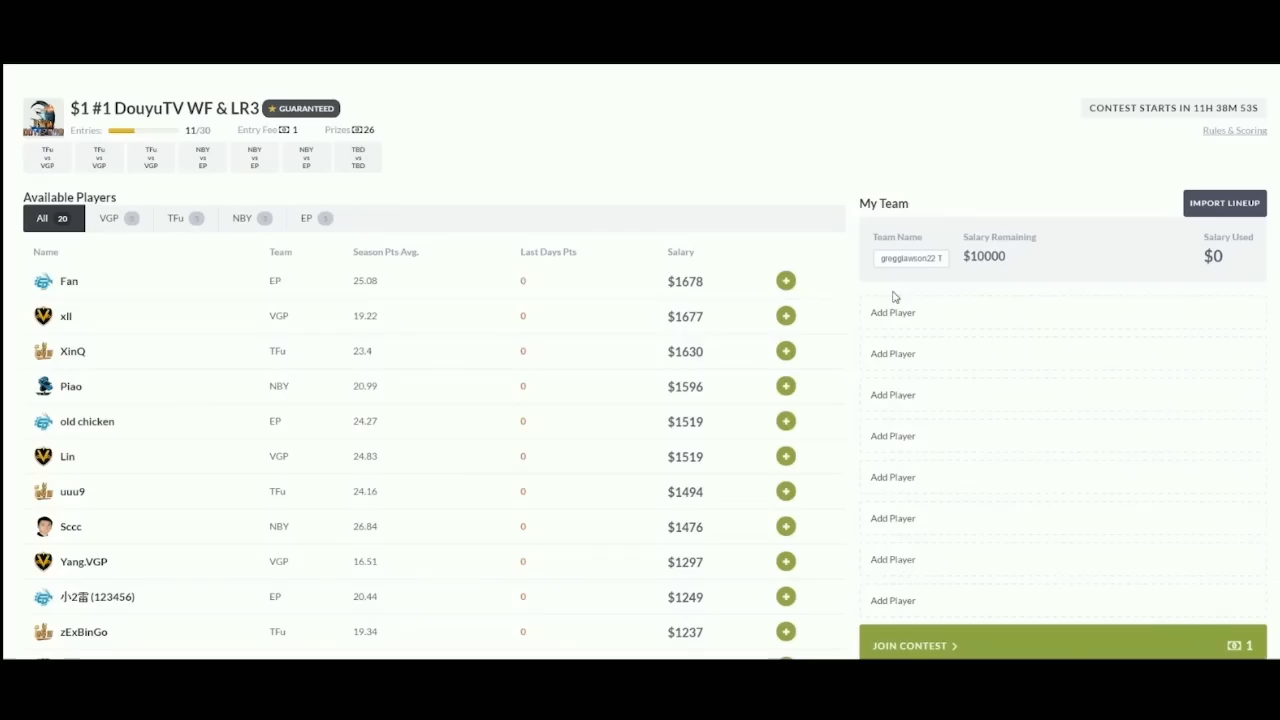 $1 #1 DouyuTV WF & LR3 GUARANTEED
CONTEST STARTS IN 11H 38M 53S
Entries: 11/30 Entry Fee 1 Prizes 26
Rules & Scoring
TFu vs VGP
TFu vs VGP
TFu vs VGP
NBY vs EP
NBY vs EP
NBY vs EP
TBD vs TBD
Available Players
All 20 VGP TFu NBY EP
Name Team Season Pts Avg. Last Days Pts Salary
Fan EP 25.08 0 $1678
xll VGP 19.22 0 $1677
XinQ TFu 23.4 0 $1630
Piao NBY 20.99 0 $1596
old chicken EP 24.27 0 $1519
Lin VGP 24.83 0 $1519
uuu9 TFu 24.16 0 $1494
Sccc NBY 26.84 0 $1476
Yang.VGP VGP 16.51 0 $1297
小2雷 (123456) EP 20.44 0 $1249
zExBinGo TFu 19.34 0 $1237
My Team
IMPORT LINEUP
Team Name Salary Remaining Salary Used
gregglawson22 T $10000 $0
Add Player
Add Player
Add Player
Add Player
Add Player
Add Player
Add Player
Add Player
JOIN CONTEST 1